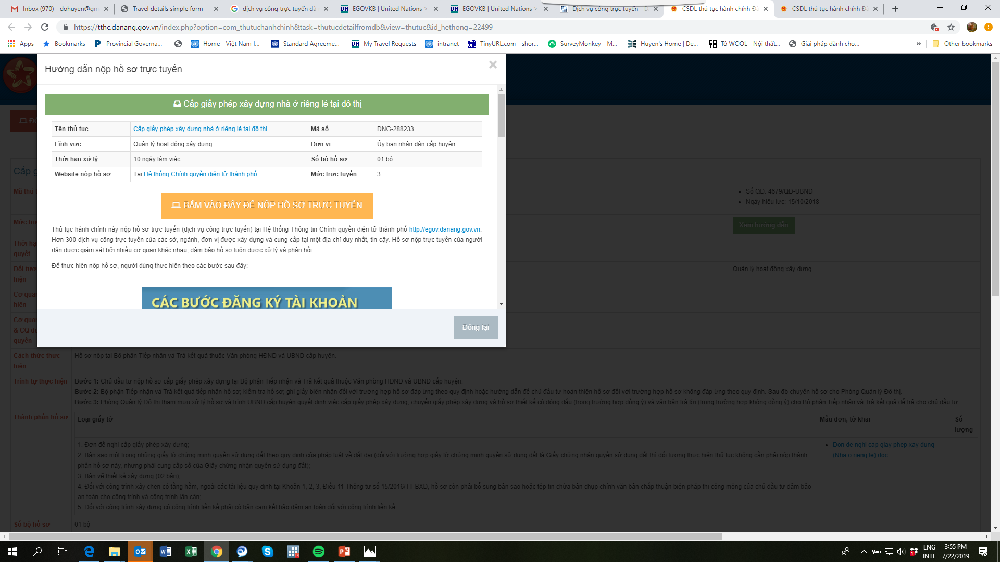 Inbox (970) - dohuyen@gm
Travel details simple form
dịch vụ công trực tuyến đà
EGOVKB | United Nations >
EGOVKB | United Nations >
Dịch vụ công trực tuyến - D
CSDL thủ tục hành chính Đà
CSDL thủ tục hành chính Đà
https://tthc.danang.gov.vn/index.php?option=com_thutuchanhchinh&task=thutucdetailfromdb&view=thutuc&id_hethong=22499
Apps
Bookmarks
Provincial Governa...
Home - Việt Nam I...
Standard Agreeme...
My Travel Requests
intranet
TinyURL.com - shor...
SurveyMonkey - M...
Huyen's Home | De...
Tô WOOL - Nội thất...
Giải pháp dành cho...
»
Other bookmarks
Hướng dẫn nộp hồ sơ trực tuyến
Cấp giấy phép xây dựng nhà ở riêng lẻ tại đô thị
Tên thủ tục Cấp giấy phép xây dựng nhà ở riêng lẻ tại đô thị Mã số DNG-288233
Lĩnh vực Quản lý hoạt động xây dựng Đơn vị Ủy ban nhân dân cấp huyện
Thời hạn xử lý 10 ngày làm việc Số bộ hồ sơ 01 bộ
Website nộp hồ sơ Tại Hệ thống Chính quyền điện tử thành phố Mức trực tuyến 3
BẤM VÀO ĐÂY ĐỂ NỘP HỒ SƠ TRỰC TUYẾN
Thủ tục hành chính này nộp hồ sơ trực tuyến (dịch vụ công trực tuyến) tại Hệ thống Thông tin Chính quyền điện tử thành phố http://egov.danang.gov.vn.
Hơn 300 dịch vụ công trực tuyến của các sở, ngành, đơn vị được xây dựng và cung cấp tại một địa chỉ duy nhất, tin cậy. Hồ sơ nộp trực tuyến của người
dân được giám sát bởi nhiều cơ quan khác nhau, đảm bảo hồ sơ luôn được xử lý và phản hồi.
Để thực hiện nộp hồ sơ, người dùng thực hiện theo các bước sau đây:
CÁC BƯỚC ĐĂNG KÝ TÀI KHOẢN
Đóng lại
Cấp g
Mã thủ t
Số QĐ: 4679/QĐ-UBND
Ngày hiệu lực: 15/10/2018
Mức trự
Xem hướng dẫn
Thời hạ
quyết
Đối tượ
hiện
Quản lý hoạt động xây dựng
Cơ qua
hiện
Cơ qua
& CQ đư
quyền
Cách thức thực
hiện
Hồ sơ nộp tại Bộ phận Tiếp nhận và Trả kết quả thuộc Văn phòng HĐND và UBND cấp huyện.
Trình tự thực hiện
Bước 1: Chủ đầu tư nộp hồ sơ cấp giấy phép xây dựng tại Bộ phận Tiếp nhận và Trả kết quả thuộc Văn phòng HĐND và UBND cấp huyện.
Bước 2: Bộ phận Tiếp nhận và Trả kết quả tiếp nhận hồ sơ; kiểm tra hồ sơ; ghi giấy biên nhận đối với trường hợp hồ sơ đáp ứng theo quy định hoặc hướng dẫn để chủ đầu tư hoàn thiện hồ sơ đối với trường hợp hồ sơ không đáp ứng theo quy định. Sau đó chuyển hồ sơ cho Phòng Quản lý Đô thị.
Bước 3: Phòng Quản lý Đô thị tham mưu xử lý hồ sơ và trình UBND cấp huyện quyết định việc cấp giấy phép xây dựng; chuyển giấy phép xây dựng và hồ sơ thiết kế có đóng dấu (trong trường hợp đồng ý) và văn bản trả lời (trong trường hợp không đồng ý) cho Bộ phận Tiếp nhận và Trả kết quả để trả cho chủ đầu tư.
Thành phần hồ sơ
Loại giấy tờ
Mẫu đơn, tờ khai
Số
lượng
1. Đơn đề nghị cấp giấy phép xây dựng;
2. Bản sao một trong những giấy tờ chứng minh quyền sử dụng đất theo quy định của pháp luật về đất đai (đối với trường hợp giấy tờ chứng minh quyền sử dụng đất là Giấy chứng nhận quyền sử dụng đất thì đối tượng thực hiện thủ tục không cần phải nộp thành
phần hồ sơ này, nhưng phải cung cấp số của Giấy chứng nhận quyền sử dụng đất);
3. Bản vẽ thiết kế xây dựng (02 bản);
4. Đối với công trình xây chen có tầng hầm, ngoài các tài liệu quy định tại Khoản 1, 2, 3, Điều 11 Thông tư số 15/2016/TT-BXD, hồ sơ còn phải bổ sung bản sao hoặc tệp tin chứa bản chụp chính văn bản chấp thuận biện pháp thi công móng của chủ đầu tư đảm bảo
an toàn cho công trình và công trình lân cận;
5. Đối với công trình xây dựng có công trình liền kề phải có bản cam kết bảo đảm an toàn đối với công trình liền kề.
Don de nghi cap giay phep xay dung
(Nha o rieng le).doc
Số bộ hồ sơ
01 bộ
ENG
INTL
3:55 PM
7/22/2019